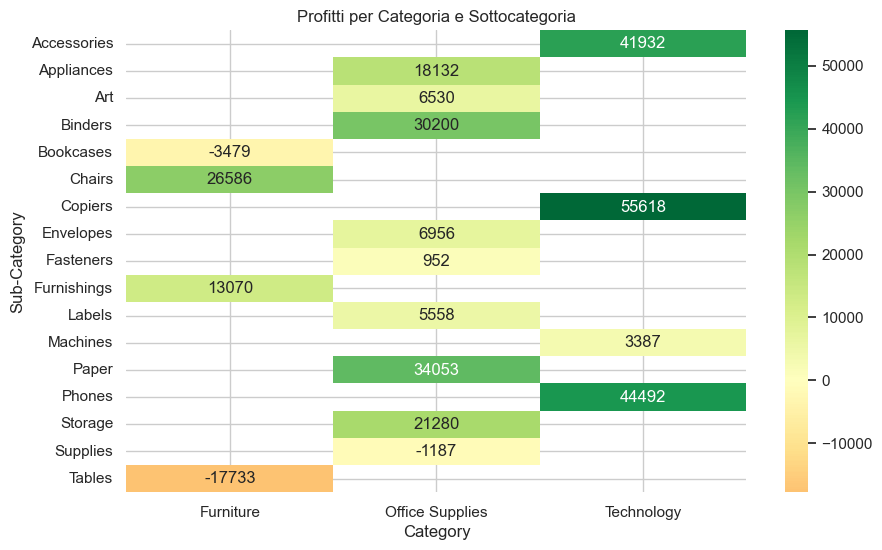 Profitti per Categoria e Sottocategoria
Accessories 41932
Appliances 18132
Art 6530
Binders 30200
Bookcases -3479
Chairs 26586
Copiers 55618
Envelopes 6956
Fasteners 952
Furnishings 13070
Labels 5558
Machines 3387
Paper 34053
Phones 44492
Storage 21280
Supplies -1187
Tables -17733
Sub-Category
Furniture Office Supplies Technology
Category
50000
40000
30000
20000
10000
0
−10000